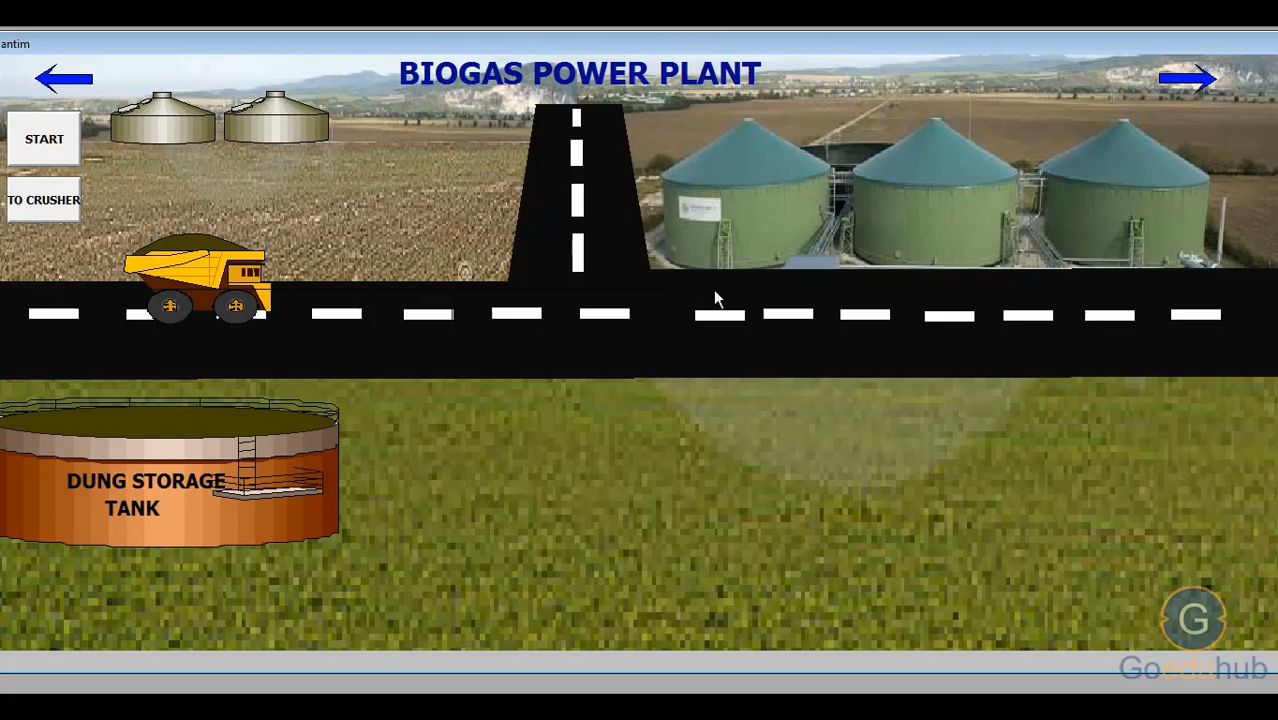 antim
BIOGAS POWER PLANT
START
TO CRUSHER
DUNG STORAGE
TANK
G
Goeduhub